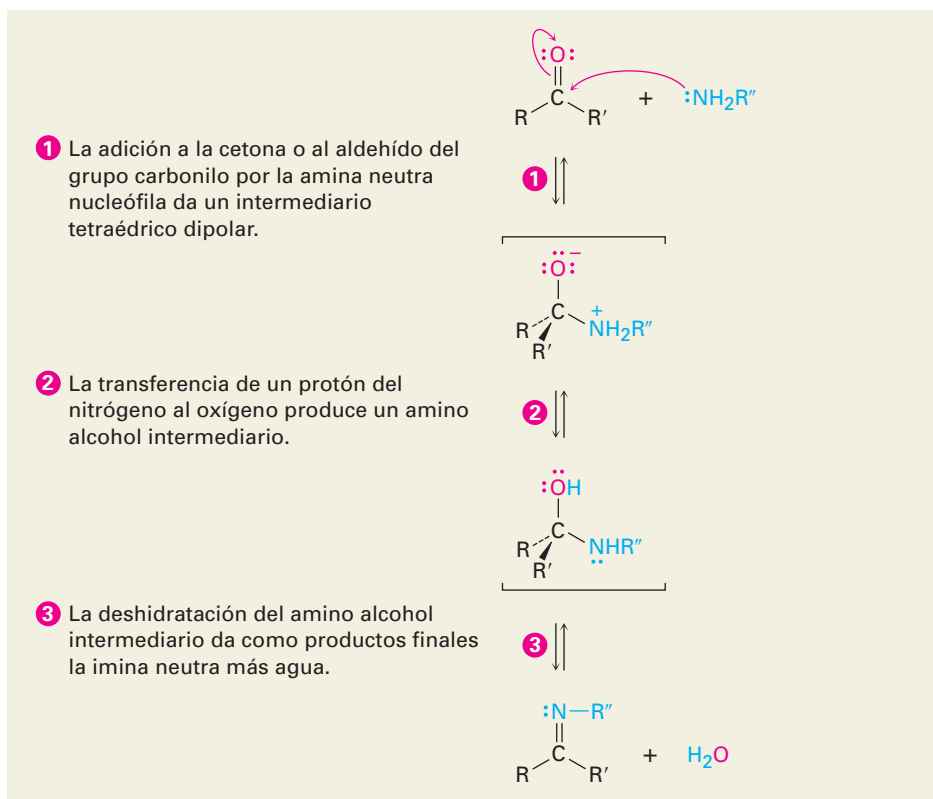 :O:
C
R R′ + :NH₂R″
1 La adición a la cetona o al aldehído del
grupo carbonilo por la amina neutra
nucleófila da un intermediario
tetraédrico dipolar.
1
:O:−
C +
R NH₂R″
R′
2 La transferencia de un protón del
nitrógeno al oxígeno produce un amino
alcohol intermediario.
2
:OH
C
R NHR″
R′
3 La deshidratación del amino alcohol
intermediario da como productos finales
la imina neutra más agua.
3
:N—R″
C
R R′ + H₂O